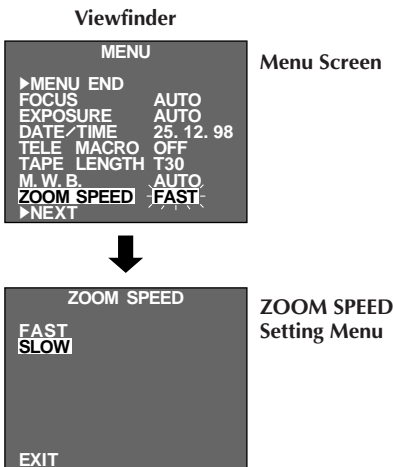 Viewfinder
MENU
Menu Screen
▶MENU END
FOCUS AUTO
EXPOSURE AUTO
DATE/TIME 25. 12. 98
TELE MACRO OFF
TAPE LENGTH T30
M. W. B. AUTO
ZOOM SPEED FAST
▶NEXT
ZOOM SPEED
ZOOM SPEED
Setting Menu
FAST
SLOW
EXIT